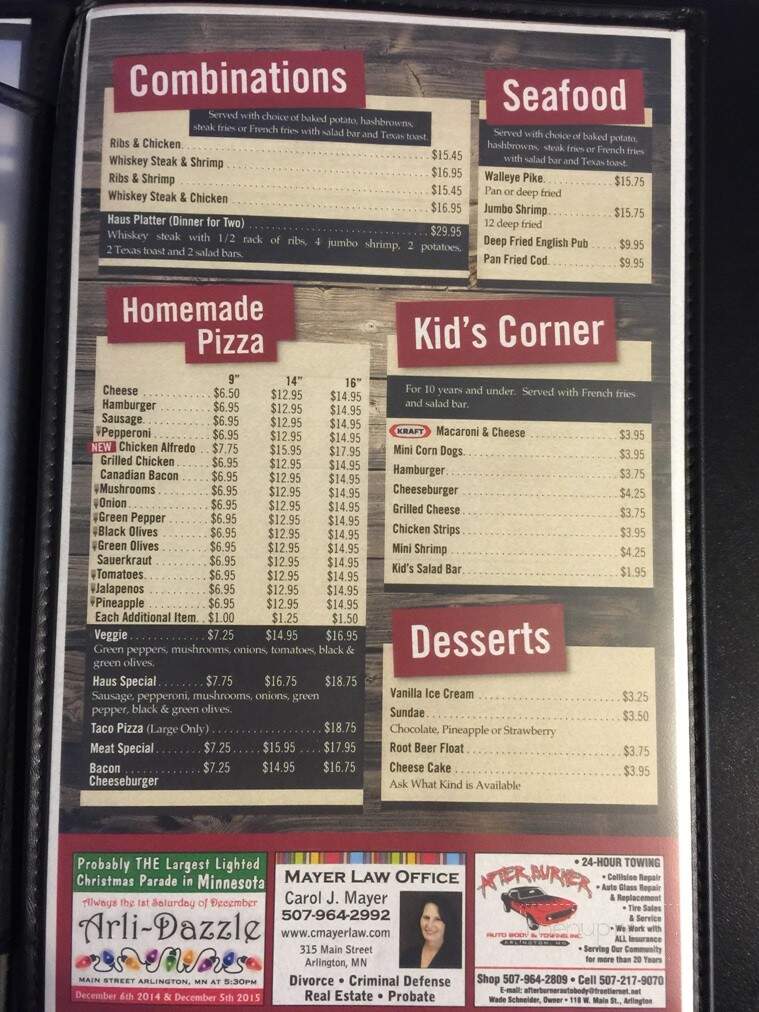 Combinations
Served with choice of baked potato, hashbrowns,
steak fries or French fries with salad bar and Texas toast.
Ribs & Chicken $15.45
Whiskey Steak & Shrimp $16.95
Ribs & Shrimp $15.45
Whiskey Steak & Chicken $16.95
Haus Platter (Dinner for Two) $29.95
Whiskey steak with 1/2 rack of ribs, 4 jumbo shrimp, 2 potatoes,
2 Texas toast and 2 salad bars.
Seafood
Served with choice of baked potato,
hashbrowns, steak fries or French fries
with salad bar and Texas toast.
Walleye Pike $15.75
Pan or deep fried
Jumbo Shrimp $15.75
12 deep fried
Deep Fried English Pub $9.95
Pan Fried Cod $9.95
Homemade
Pizza
9" 14" 16"
Cheese $6.50 $12.95 $14.95
Hamburger $6.95 $12.95 $14.95
Sausage $6.95 $12.95 $14.95
Pepperoni $6.95 $12.95 $14.95
NEW Chicken Alfredo $7.75 $15.95 $17.95
Grilled Chicken $6.95 $12.95 $14.95
Canadian Bacon $6.95 $12.95 $14.95
Mushrooms $6.95 $12.95 $14.95
Onion $6.95 $12.95 $14.95
Green Pepper $6.95 $12.95 $14.95
Black Olives $6.95 $12.95 $14.95
Green Olives $6.95 $12.95 $14.95
Sauerkraut $6.95 $12.95 $14.95
Tomatoes $6.95 $12.95 $14.95
Jalapenos $6.95 $12.95 $14.95
Pineapple $6.95 $12.95 $14.95
Each Additional Item $1.00 $1.25 $1.50
Veggie $7.25 $14.95 $16.95
Green peppers, mushrooms, onions, tomatoes, black &
green olives.
Haus Special $7.75 $16.75 $18.75
Sausage, pepperoni, mushrooms, onions, green
pepper, black & green olives.
Taco Pizza (Large Only) $18.75
Meat Special $7.25 $15.95 $17.95
Bacon $7.25 $14.95 $16.75
Cheeseburger
Kid's Corner
For 10 years and under. Served with French fries
and salad bar.
KRAFT Macaroni & Cheese $3.95
Mini Corn Dogs $3.95
Hamburger $3.75
Cheeseburger $4.25
Grilled Cheese $3.75
Chicken Strips $3.95
Mini Shrimp $4.25
Kid's Salad Bar $1.95
Desserts
Vanilla Ice Cream $3.25
Sundae $3.50
Chocolate, Pineapple or Strawberry
Root Beer Float $3.75
Cheese Cake $3.95
Ask What Kind is Available
Probably THE Largest Lighted
Christmas Parade in Minnesota
Always the 1st Saturday of December
Arli-Dazzle
MAIN STREET ARLINGTON, MN AT 5:30PM
December 6th 2014 & December 5th 2015
MAYER LAW OFFICE
Carol J. Mayer
507-964-2992
www.cmayerlaw.com
315 Main Street
Arlington, MN
Divorce • Criminal Defense
Real Estate • Probate
AFTER BURNER
AUTO BODY & TOWING INC.
ARLINGTON, MN
• 24-HOUR TOWING
• Collision Repair
• Auto Glass Repair
& Replacement
• Tire Sales
& Service
• We Work with
ALL Insurance
• Serving Our Community
for more than 20 Years
Shop 507-964-2809 • Cell 507-217-9070
E-mail: afterburnerautobody@frontiernet.net
Wade Schneider, Owner • 118 W. Main St., Arlington